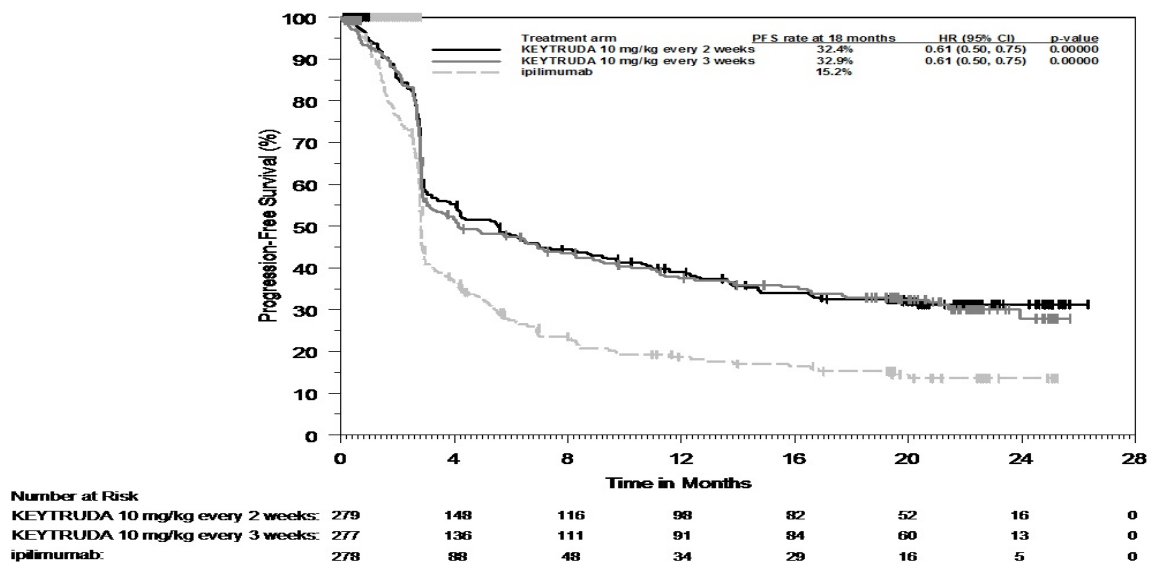 Treatment arm PFS rate at 18 months HR (95% CI) p-value
KEYTRUDA 10 mg/kg every 2 weeks 32.4% 0.61 (0.50, 0.75) 0.00000
KEYTRUDA 10 mg/kg every 3 weeks 32.9% 0.61 (0.50, 0.75) 0.00000
ipilimumab 15.2%
Progression-Free Survival (%)
100
90
80
70
60
50
40
30
20
10
0
0 4 8 12 16 20 24 28
Time in Months
Number at Risk
KEYTRUDA 10 mg/kg every 2 weeks: 279 148 116 98 82 52 16 0
KEYTRUDA 10 mg/kg every 3 weeks: 277 136 111 91 84 60 13 0
ipilimumab: 278 88 48 34 29 16 5 0